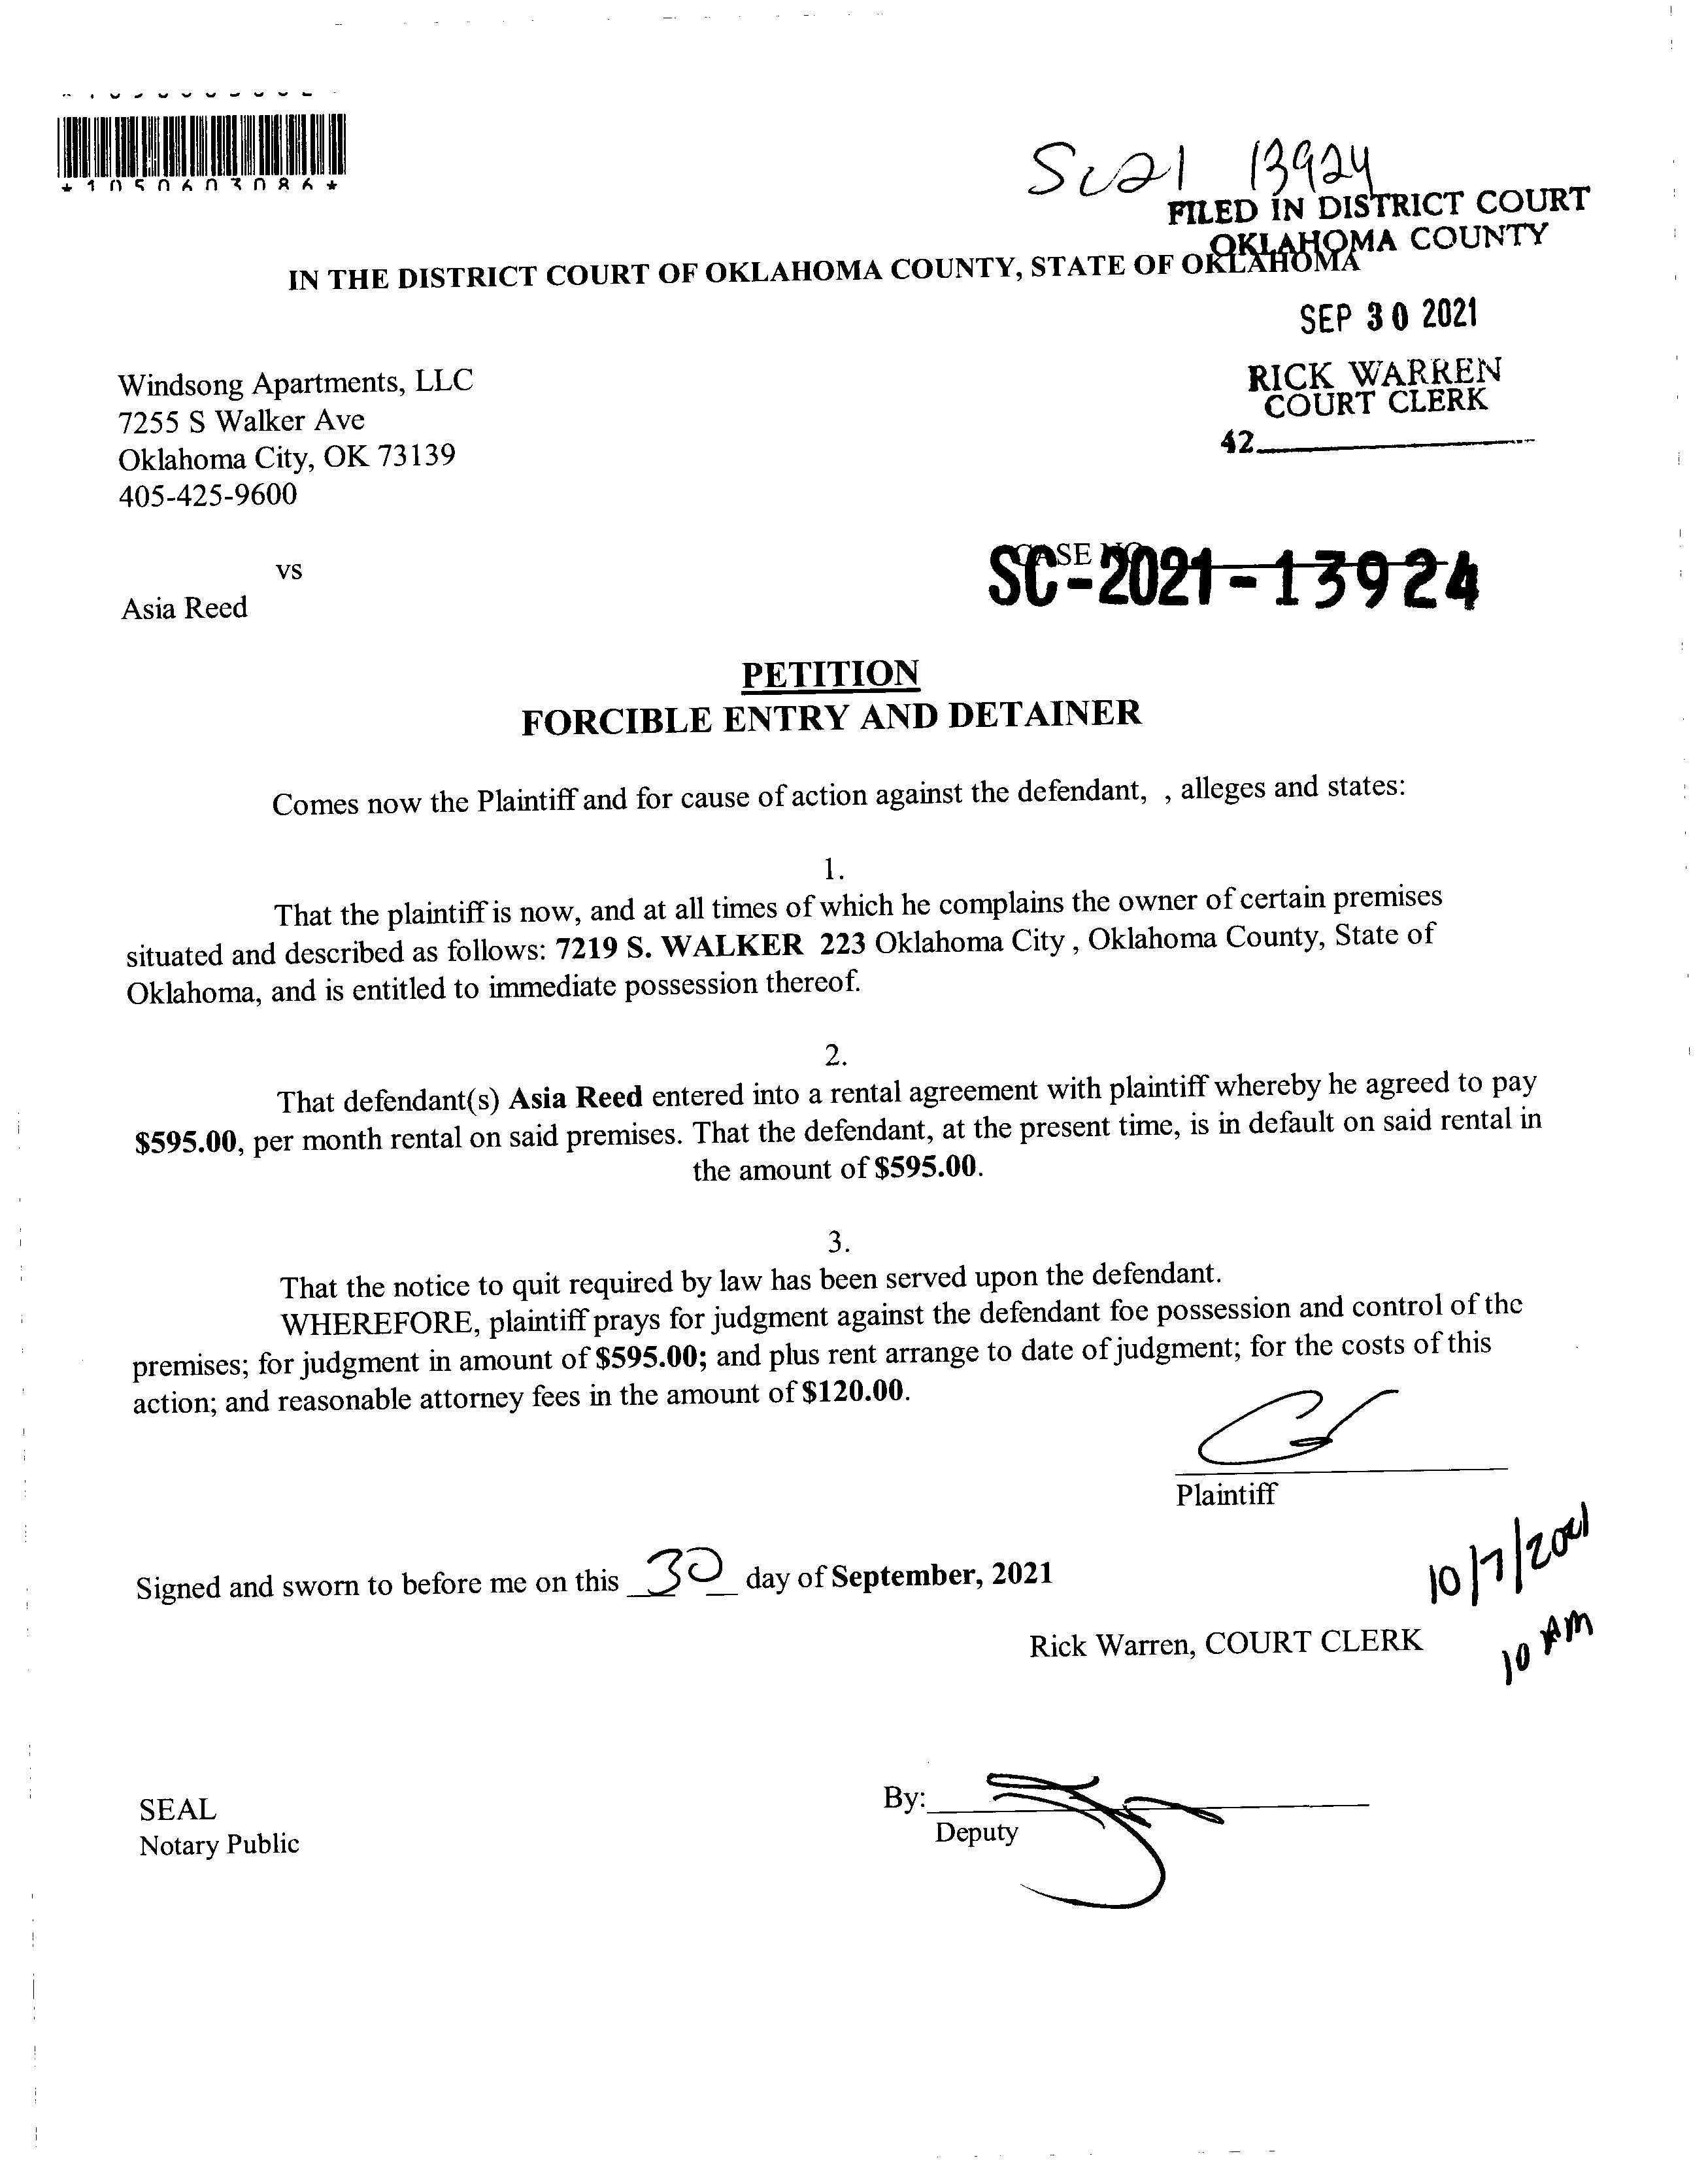 *1050603086*
SC21 13924
FILED IN DISTRICT COURT
OKLAHOMA COUNTY
IN THE DISTRICT COURT OF OKLAHOMA COUNTY, STATE OF OKLAHOMA
SEP 30 2021
RICK WARREN
COURT CLERK
42
Windsong Apartments, LLC
7255 S Walker Ave
Oklahoma City, OK 73139
405-425-9600
vs
CASE NO
SC-2021-13924
Asia Reed
PETITION
FORCIBLE ENTRY AND DETAINER
Comes now the Plaintiff and for cause of action against the defendant, , alleges and states:
1.
That the plaintiff is now, and at all times of which he complains the owner of certain premises
situated and described as follows: 7219 S. WALKER 223 Oklahoma City , Oklahoma County, State of
Oklahoma, and is entitled to immediate possession thereof.
2.
That defendant(s) Asia Reed entered into a rental agreement with plaintiff whereby he agreed to pay
$595.00, per month rental on said premises. That the defendant, at the present time, is in default on said rental in
the amount of $595.00.
3.
That the notice to quit required by law has been served upon the defendant.
WHEREFORE, plaintiff prays for judgment against the defendant foe possession and control of the
premises; for judgment in amount of $595.00; and plus rent arrange to date of judgment; for the costs of this
action; and reasonable attorney fees in the amount of $120.00.
Plaintiff
Signed and sworn to before me on this 30 day of September, 2021
10/7/2021
10 AM
Rick Warren, COURT CLERK
SEAL
Notary Public
By:
Deputy